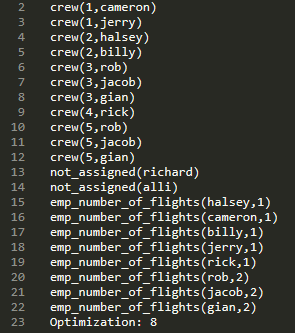 2 crew(1,cameron)
3 crew(1,jerry)
4 crew(2,halsey)
5 crew(2,billy)
6 crew(3,rob)
7 crew(3,jacob)
8 crew(3,gian)
9 crew(4,rick)
10 crew(5,rob)
11 crew(5,jacob)
12 crew(5,gian)
13 not_assigned(richard)
14 not_assigned(alli)
15 emp_number_of_flights(halsey,1)
16 emp_number_of_flights(cameron,1)
17 emp_number_of_flights(billy,1)
18 emp_number_of_flights(jerry,1)
19 emp_number_of_flights(rick,1)
20 emp_number_of_flights(rob,2)
21 emp_number_of_flights(jacob,2)
22 emp_number_of_flights(gian,2)
23 Optimization: 8